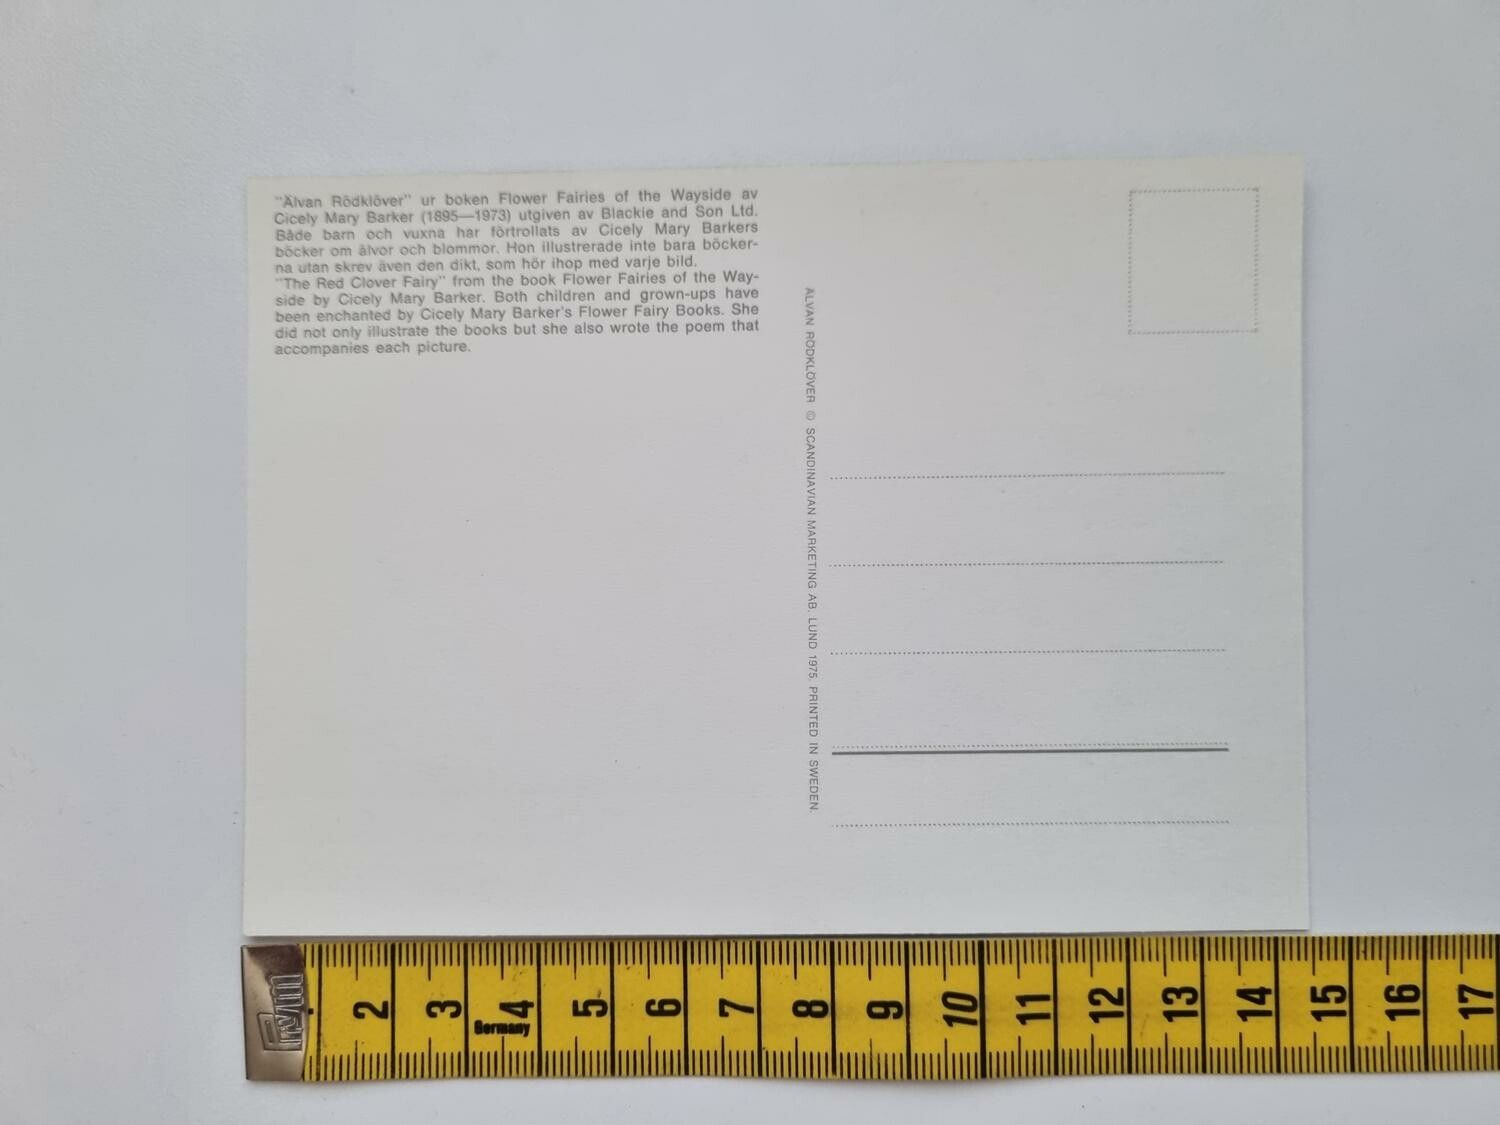 "Älvan Rödklöver" ur boken Flower Fairies of the Wayside av
Cicely Mary Barker (1895—1973) utgiven av Blackie and Son Ltd.
Både barn och vuxna har förtrollats av Cicely Mary Barkers
böcker om älvor och blommor. Hon illustrerade inte bara böcker-
na utan skrev även den dikt, som hör ihop med varje bild.
"The Red Clover Fairy" from the book Flower Fairies of the Way-
side by Cicely Mary Barker. Both children and grown-ups have
been enchanted by Cicely Mary Barker's Flower Fairy Books. She
did not only illustrate the books but she also wrote the poem that
accompanies each picture.
ÄLVAN RÖDKLÖVER © SCANDINAVIAN MARKETING AB. LUND 1975. PRINTED IN SWEDEN.
Prym
2 3 4 5 6 7 8 9 10 11 12 13 14 15 16 17
Germany